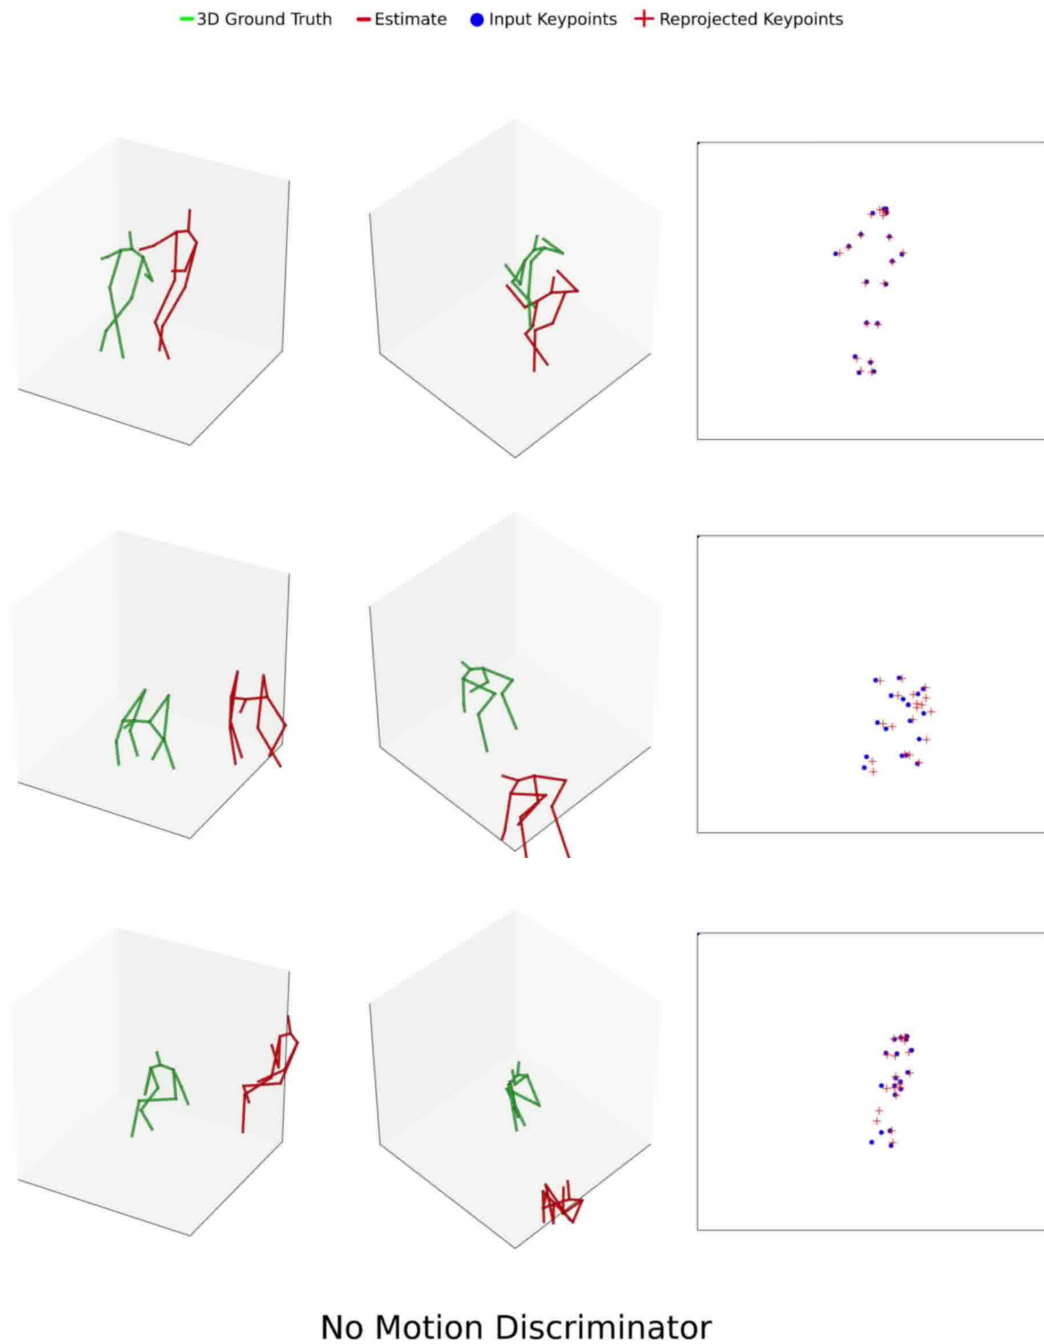 3D Ground Truth Estimate Input Keypoints Reprojected Keypoints
No Motion Discriminator